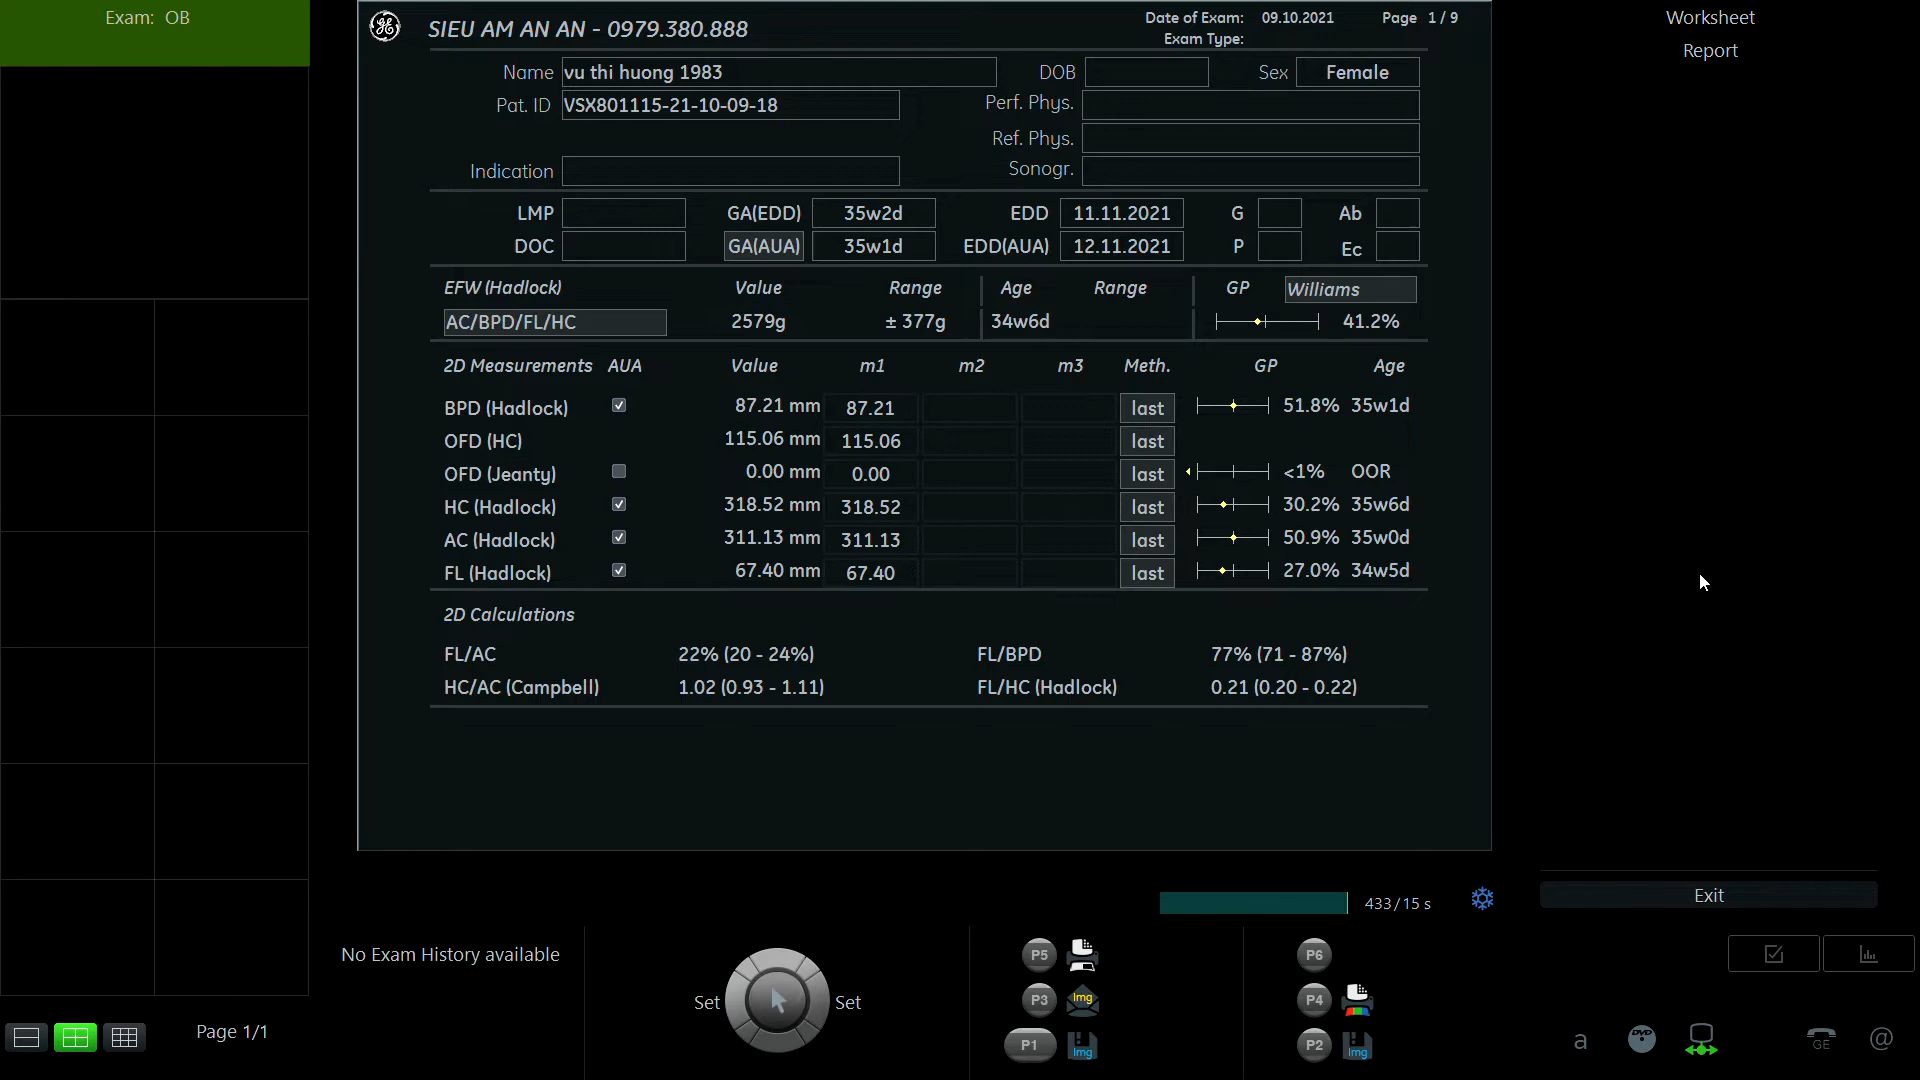 Exam: OB
SIEU AM AN AN - 0979.380.888
Date of Exam: 09.10.2021 Page 1 / 9
Exam Type:
Worksheet
Report
Name vu thi huong 1983 DOB Sex Female
Pat. ID VSX801115-21-10-09-18 Perf. Phys.
Ref. Phys.
Indication Sonogr.
LMP GA(EDD) 35w2d EDD 11.11.2021 G Ab
DOC GA(AUA) 35w1d EDD(AUA) 12.11.2021 P Ec
EFW (Hadlock) Value Range Age Range GP Williams
AC/BPD/FL/HC 2579g ± 377g 34w6d 41.2%
2D Measurements AUA Value m1 m2 m3 Meth. GP Age
BPD (Hadlock) 87.21 mm 87.21 last 51.8% 35w1d
OFD (HC) 115.06 mm 115.06 last
OFD (Jeanty) 0.00 mm 0.00 last <1% OOR
HC (Hadlock) 318.52 mm 318.52 last 30.2% 35w6d
AC (Hadlock) 311.13 mm 311.13 last 50.9% 35w0d
FL (Hadlock) 67.40 mm 67.40 last 27.0% 34w5d
2D Calculations
FL/AC 22% (20 - 24%) FL/BPD 77% (71 - 87%)
HC/AC (Campbell) 1.02 (0.93 - 1.11) FL/HC (Hadlock) 0.21 (0.20 - 0.22)
433/15 s
Exit
No Exam History available
Set Set
P5 P6
P3 Img P4
P1 Img P2 Img
Page 1/1
a DVD GE @